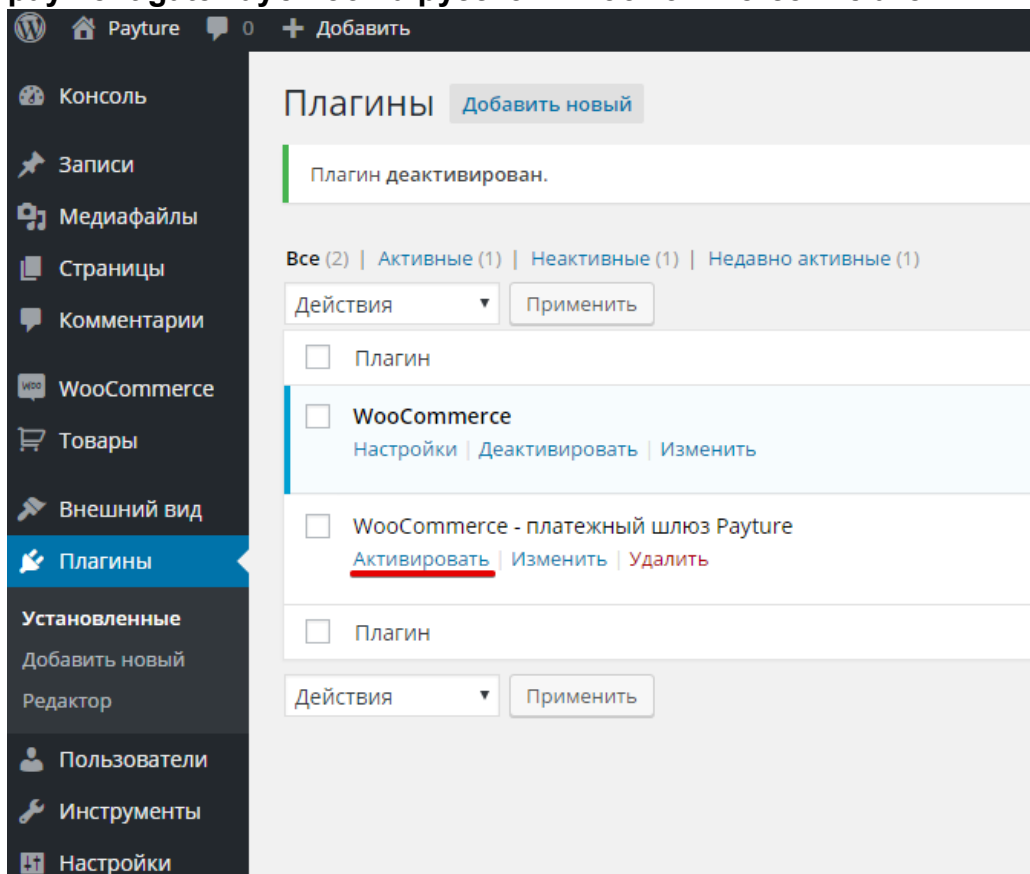 Payture 0 Добавить
Консоль
Записи
Медиафайлы
Страницы
Комментарии
WooCommerce
Товары
Внешний вид
Плагины
Установленные
Добавить новый
Редактор
Пользователи
Инструменты
Настройки
Плагины Добавить новый
Плагин деактивирован.
Все (2) | Активные (1) | Неактивные (1) | Недавно активные (1)
Действия Применить
Плагин
WooCommerce
Настройки | Деактивировать | Изменить
WooCommerce - платежный шлюз Payture
Активировать | Изменить | Удалить
Плагин
Действия Применить